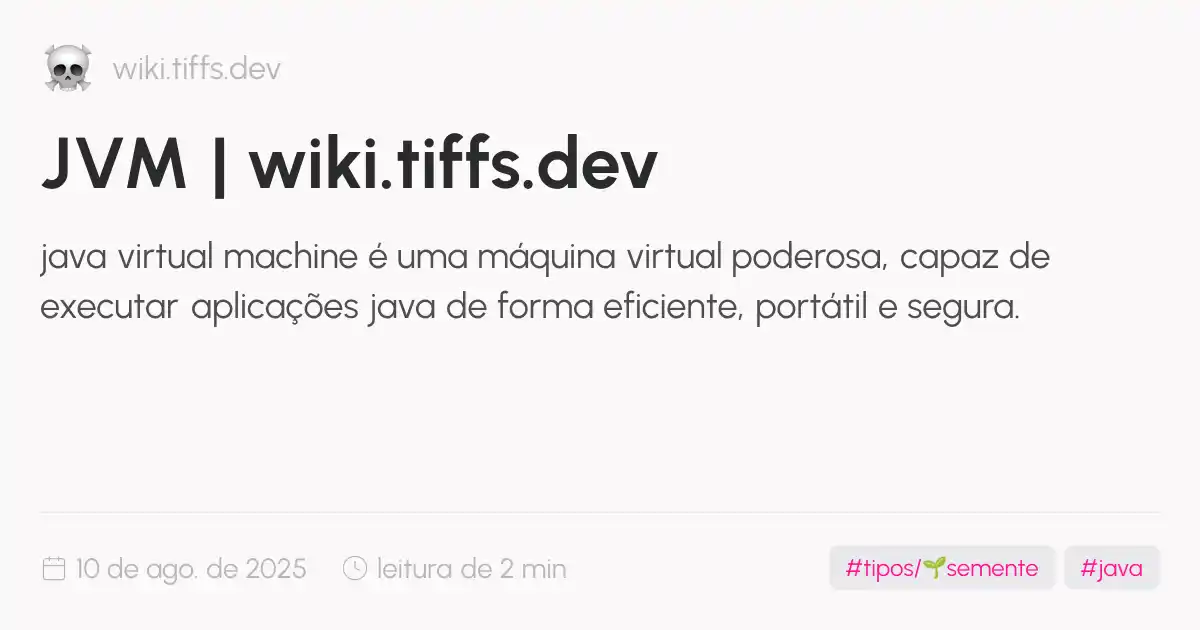 wiki.tiffs.dev
JVM | wiki.tiffs.dev
java virtual machine é uma máquina virtual poderosa, capaz de
executar aplicações java de forma eficiente, portátil e segura.
10 de ago. de 2025 leitura de 2 min #tipos/🌱semente #java